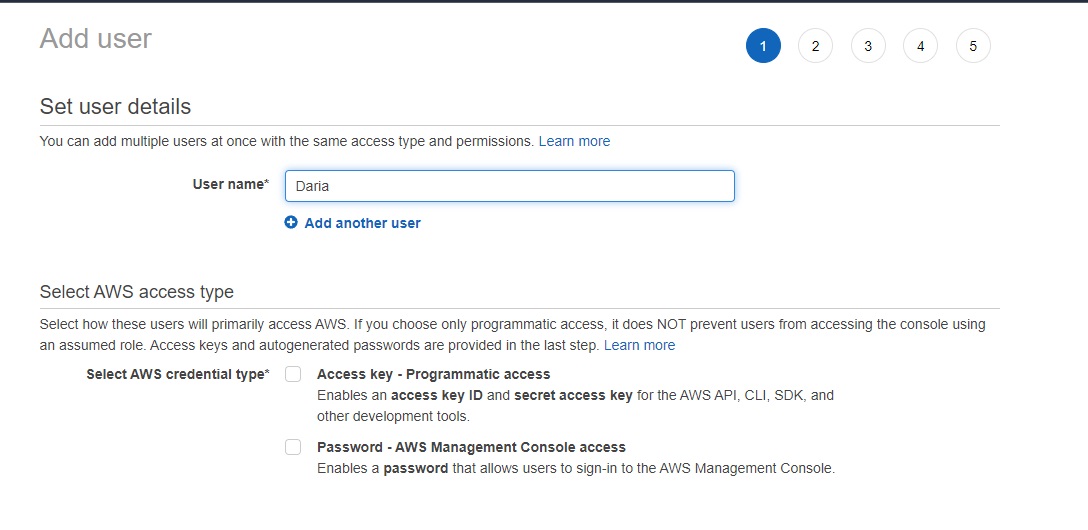 Add user
1 2 3 4 5
Set user details
You can add multiple users at once with the same access type and permissions. Learn more
User name* Daria
Add another user
Select AWS access type
Select how these users will primarily access AWS. If you choose only programmatic access, it does NOT prevent users from accessing the console using
an assumed role. Access keys and autogenerated passwords are provided in the last step. Learn more
Select AWS credential type* Access key - Programmatic access
Enables an access key ID and secret access key for the AWS API, CLI, SDK, and
other development tools.
Password - AWS Management Console access
Enables a password that allows users to sign-in to the AWS Management Console.